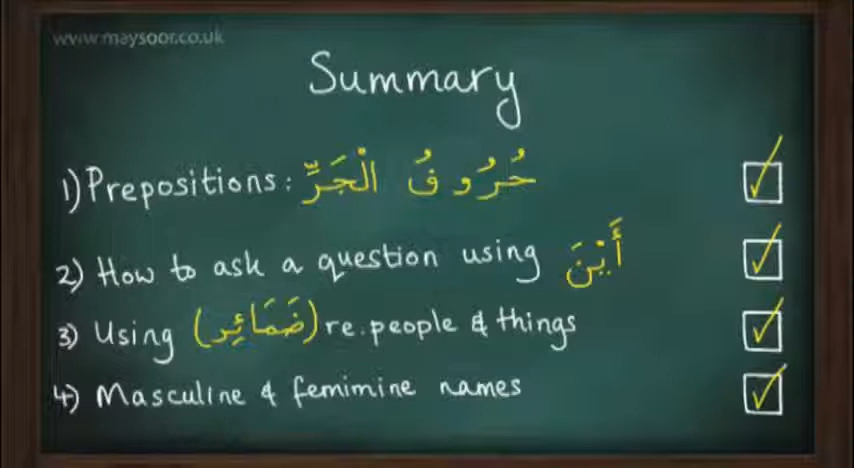 www.maysoor.co.uk
Summary
1) Prepositions: حُرُوفُ الْجَرِّ
2) How to ask a question using أَيْنَ
3) Using (ضَمَائِر) re. people & things
4) Masculine & femimine names